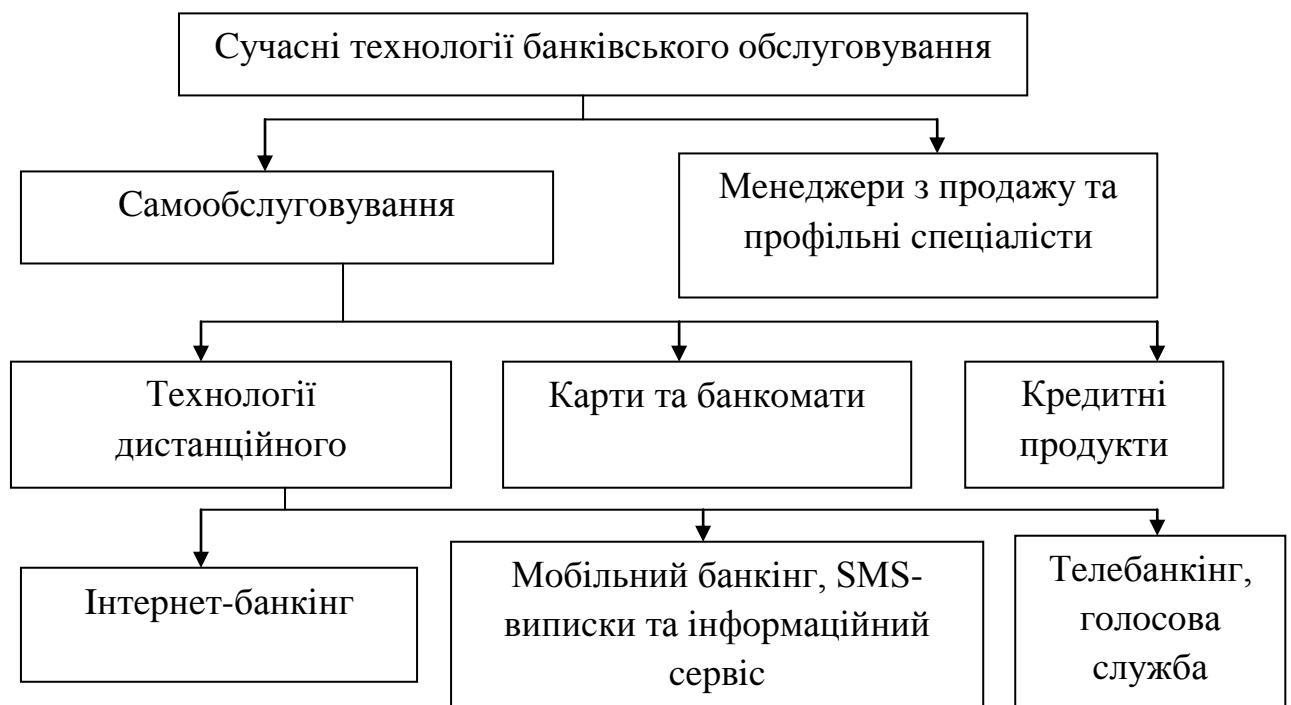 Сучасні технології банківського обслуговування
Самообслуговування
Менеджери з продажу та
профільні спеціалісти
Технології
дистанційного
Карти та банкомати
Кредитні
продукти
Інтернет-банкінг
Мобільний банкінг, SMS-
виписки та інформаційний
сервіс
Телебанкінг,
голосова
служба